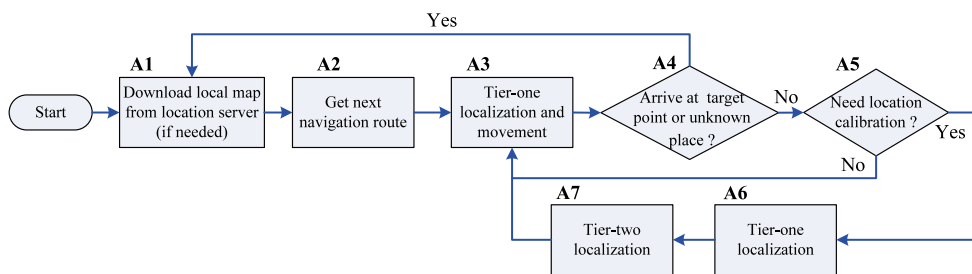 Yes
A1
A2
A3
A4
A5
Start
Download local map
from location server
(if needed)
Get next
navigation route
Tier-one
localization and
movement
Arrive at target
point or unknown
place ?
No
Need location
calibration ?
Yes
No
A7
A6
Tier-two
localization
Tier-one
localization